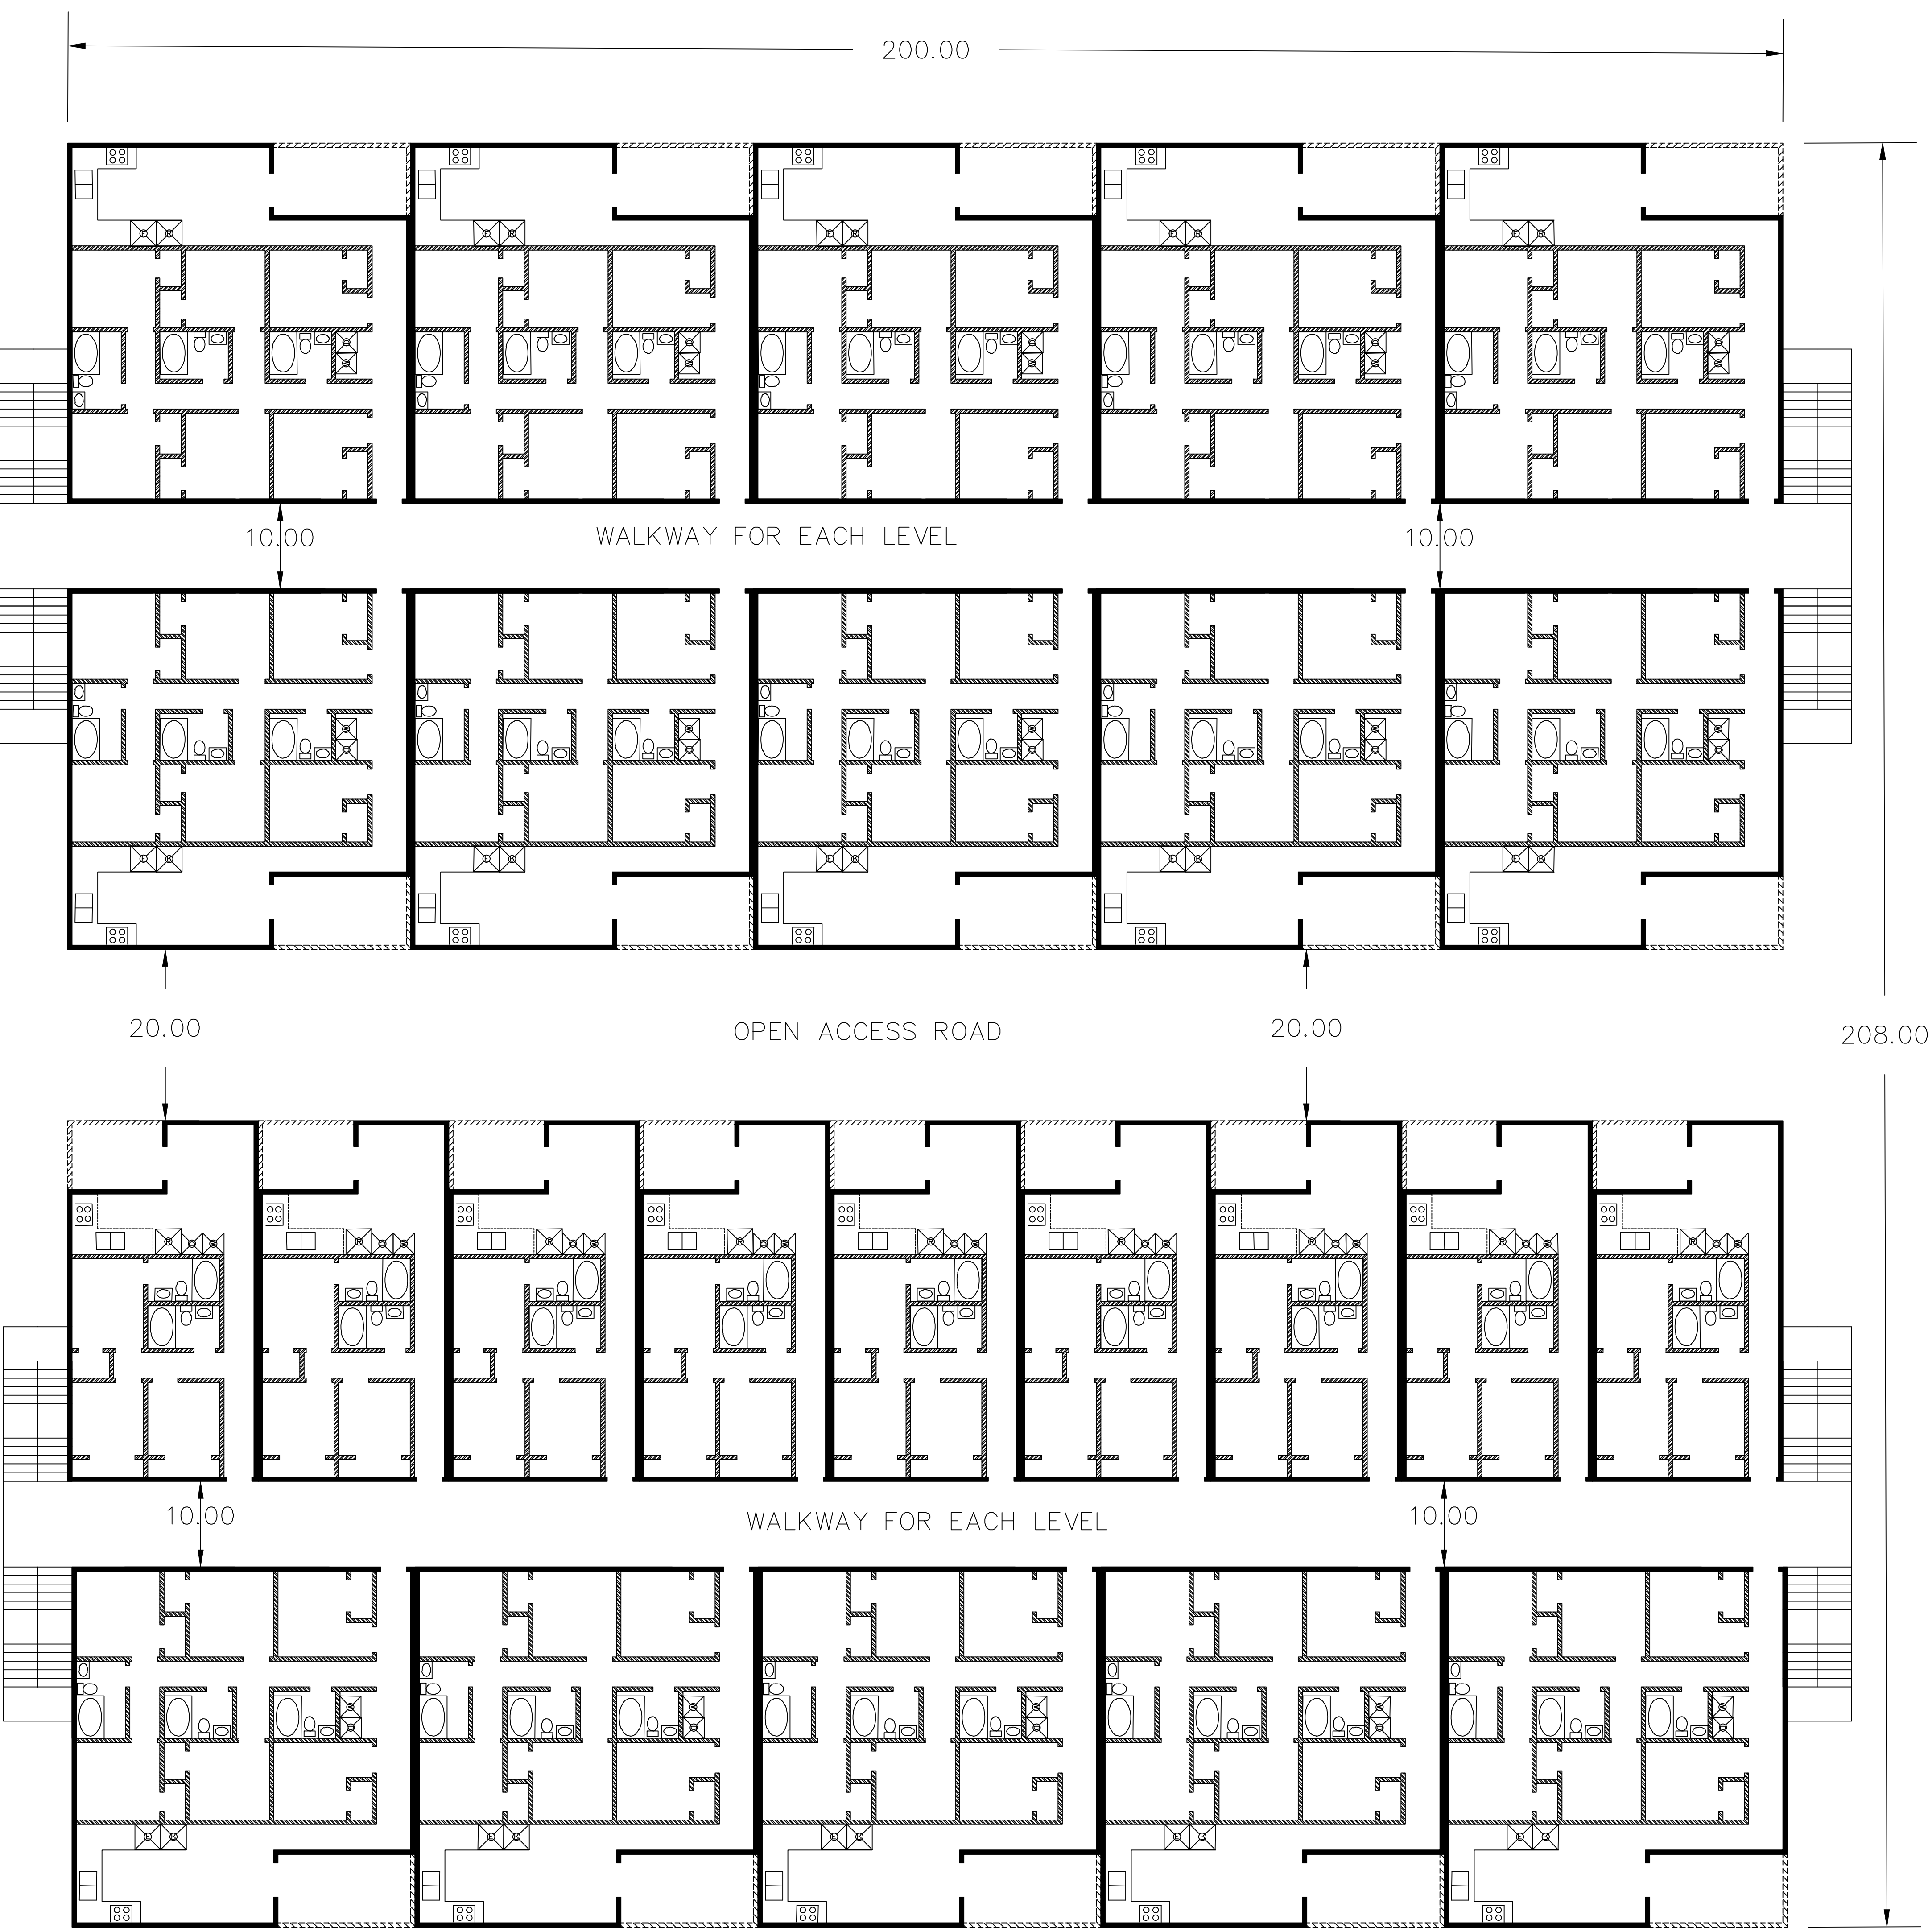 200.00
10.00
WALKWAY FOR EACH LEVEL
10.00
20.00
OPEN ACCESS ROAD
20.00
208.00
10.00
WALKWAY FOR EACH LEVEL
10.00